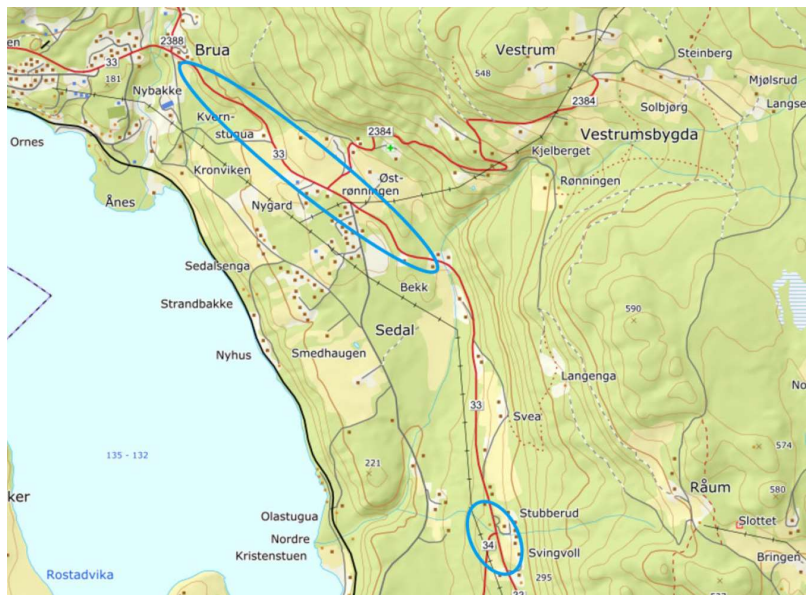 Brua
Vestrum
2388
33
181
Nybakke
548
Steinberg
Mjølsrud
2384
Solbjørg
Kvern-
stugua
2384
Vestrumsbygda
Ornes
33
Kjelberget
Kronviken
Øst-
rønningen
Rønningen
Ånes
Nygard
Sedalsenga
Bekk
Strandbakke
590
Sedal
Nyhus
Smedhaugen
Langenga
33
Svea
135 - 132
221
574
Råum
580
Olastugua
Stubberud
Slottet
Nordre
Kristenstuen
34
Svingvoll
Bringen
Rostadvika
295